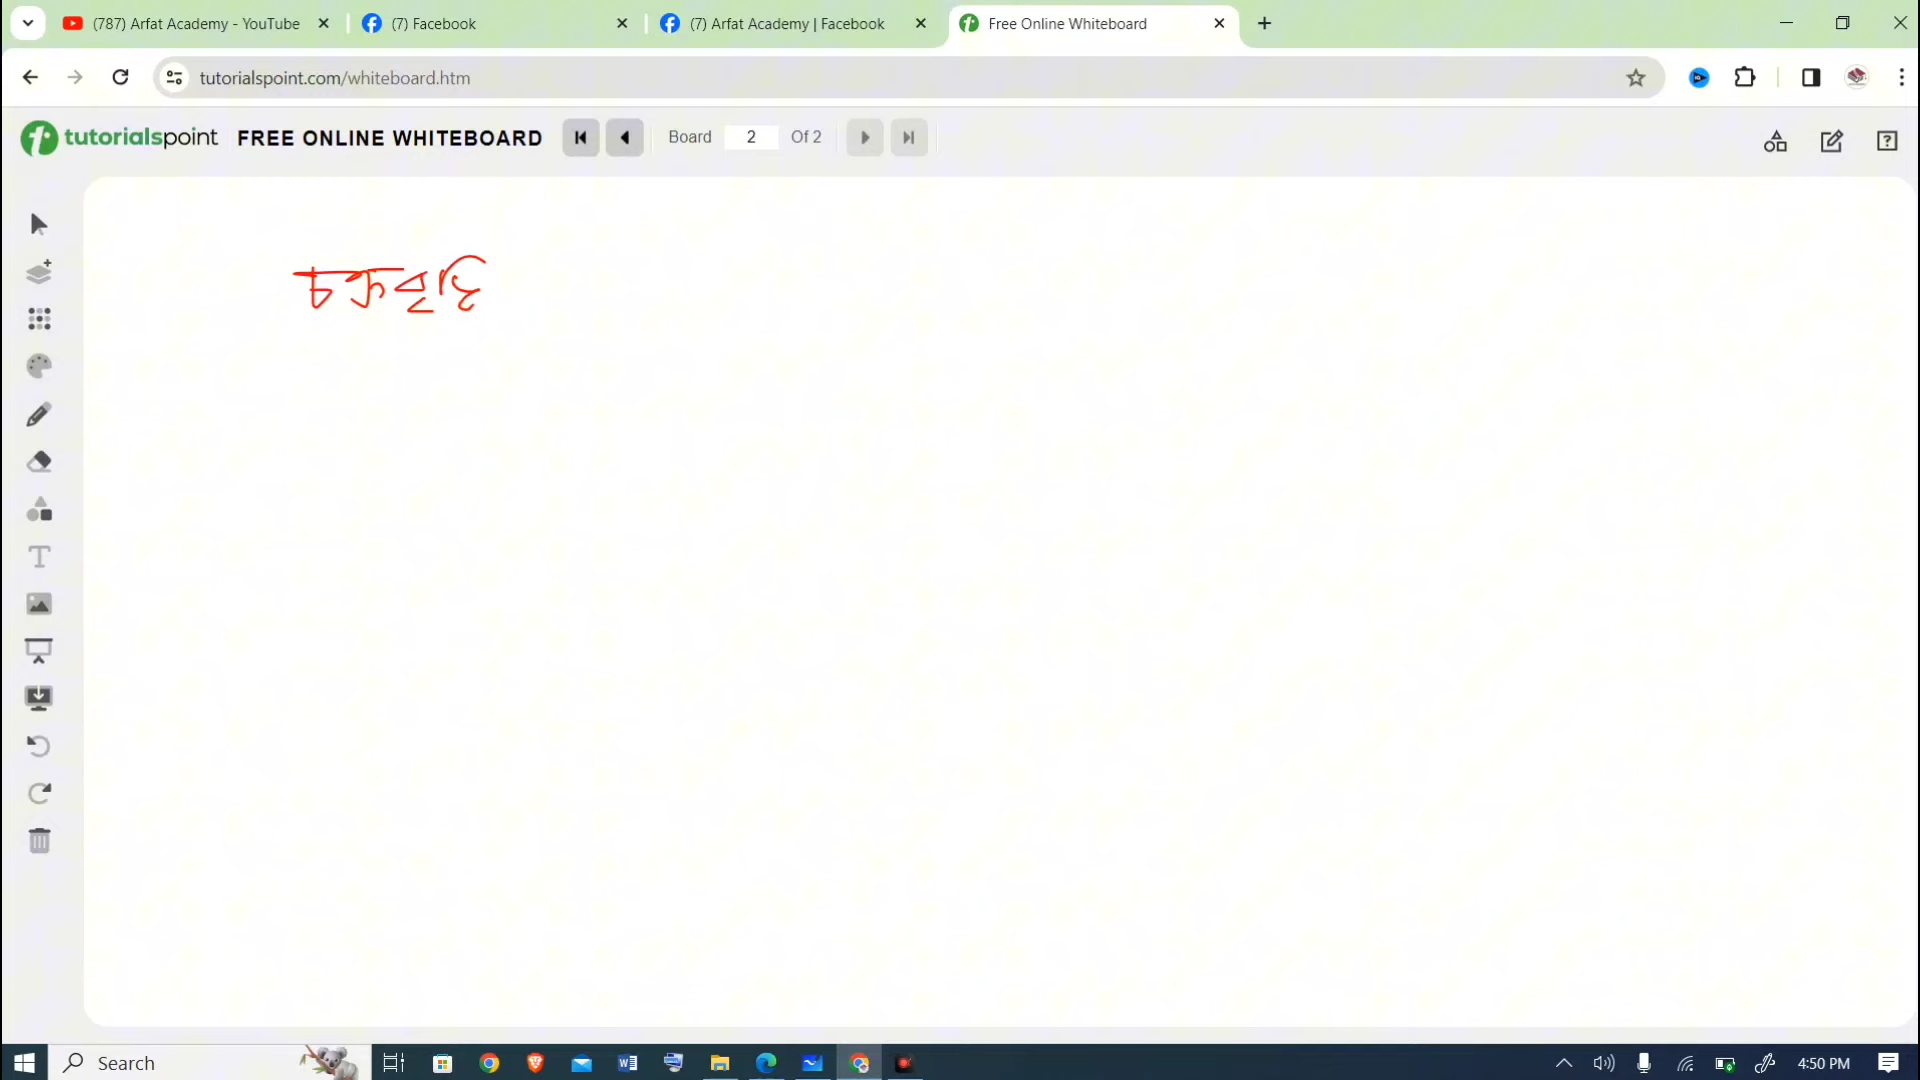 (787) Arfat Academy - YouTube
(7) Facebook
(7) Arfat Academy | Facebook
Free Online Whiteboard
tutorialspoint.com/whiteboard.htm
tutorialspoint FREE ONLINE WHITEBOARD Board 2 Of 2
Search
4:50 PM